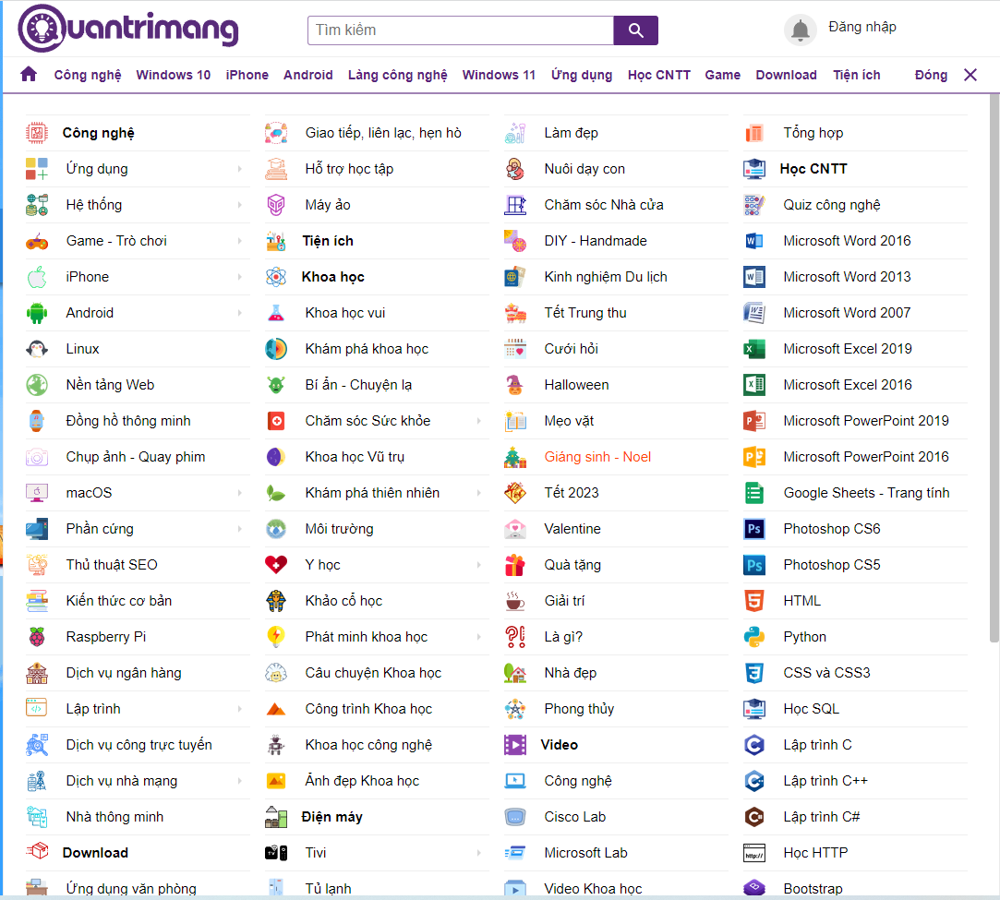 Quantrimang
Tìm kiếm
Đăng nhập
Công nghệ Windows 10 iPhone Android Làng công nghệ Windows 11 Ứng dụng Học CNTT Game Download Tiện ích Đóng
Công nghệ
Ứng dụng
Hệ thống
Game - Trò chơi
iPhone
Android
Linux
Nền tảng Web
Đồng hồ thông minh
Chụp ảnh - Quay phim
macOS
Phần cứng
Thủ thuật SEO
Kiến thức cơ bản
Raspberry Pi
Dịch vụ ngân hàng
Lập trình
Dịch vụ công trực tuyến
Dịch vụ nhà mạng
Nhà thông minh
Download
Ứng dụng văn phòng
Giao tiếp, liên lạc, hẹn hò
Hỗ trợ học tập
Máy ảo
Tiện ích
Khoa học
Khoa học vui
Khám phá khoa học
Bí ẩn - Chuyện lạ
Chăm sóc Sức khỏe
Khoa học Vũ trụ
Khám phá thiên nhiên
Môi trường
Y học
Khảo cổ học
Phát minh khoa học
Câu chuyện Khoa học
Công trình Khoa học
Khoa học công nghệ
Ảnh đẹp Khoa học
Điện máy
Tivi
Tủ lạnh
Làm đẹp
Nuôi dạy con
Chăm sóc Nhà cửa
DIY - Handmade
Kinh nghiệm Du lịch
Tết Trung thu
Cưới hỏi
Halloween
Mẹo vặt
Giáng sinh - Noel
Tết 2023
Valentine
Quà tặng
Giải trí
Là gì?
Nhà đẹp
Phong thủy
Video
Công nghệ
Cisco Lab
Microsoft Lab
Video Khoa học
Tổng hợp
Học CNTT
Quiz công nghệ
Microsoft Word 2016
Microsoft Word 2013
Microsoft Word 2007
Microsoft Excel 2019
Microsoft Excel 2016
Microsoft PowerPoint 2019
Microsoft PowerPoint 2016
Google Sheets - Trang tính
Photoshop CS6
Photoshop CS5
HTML
Python
CSS và CSS3
Học SQL
Lập trình C
Lập trình C++
Lập trình C#
http:// Học HTTP
Bootstrap